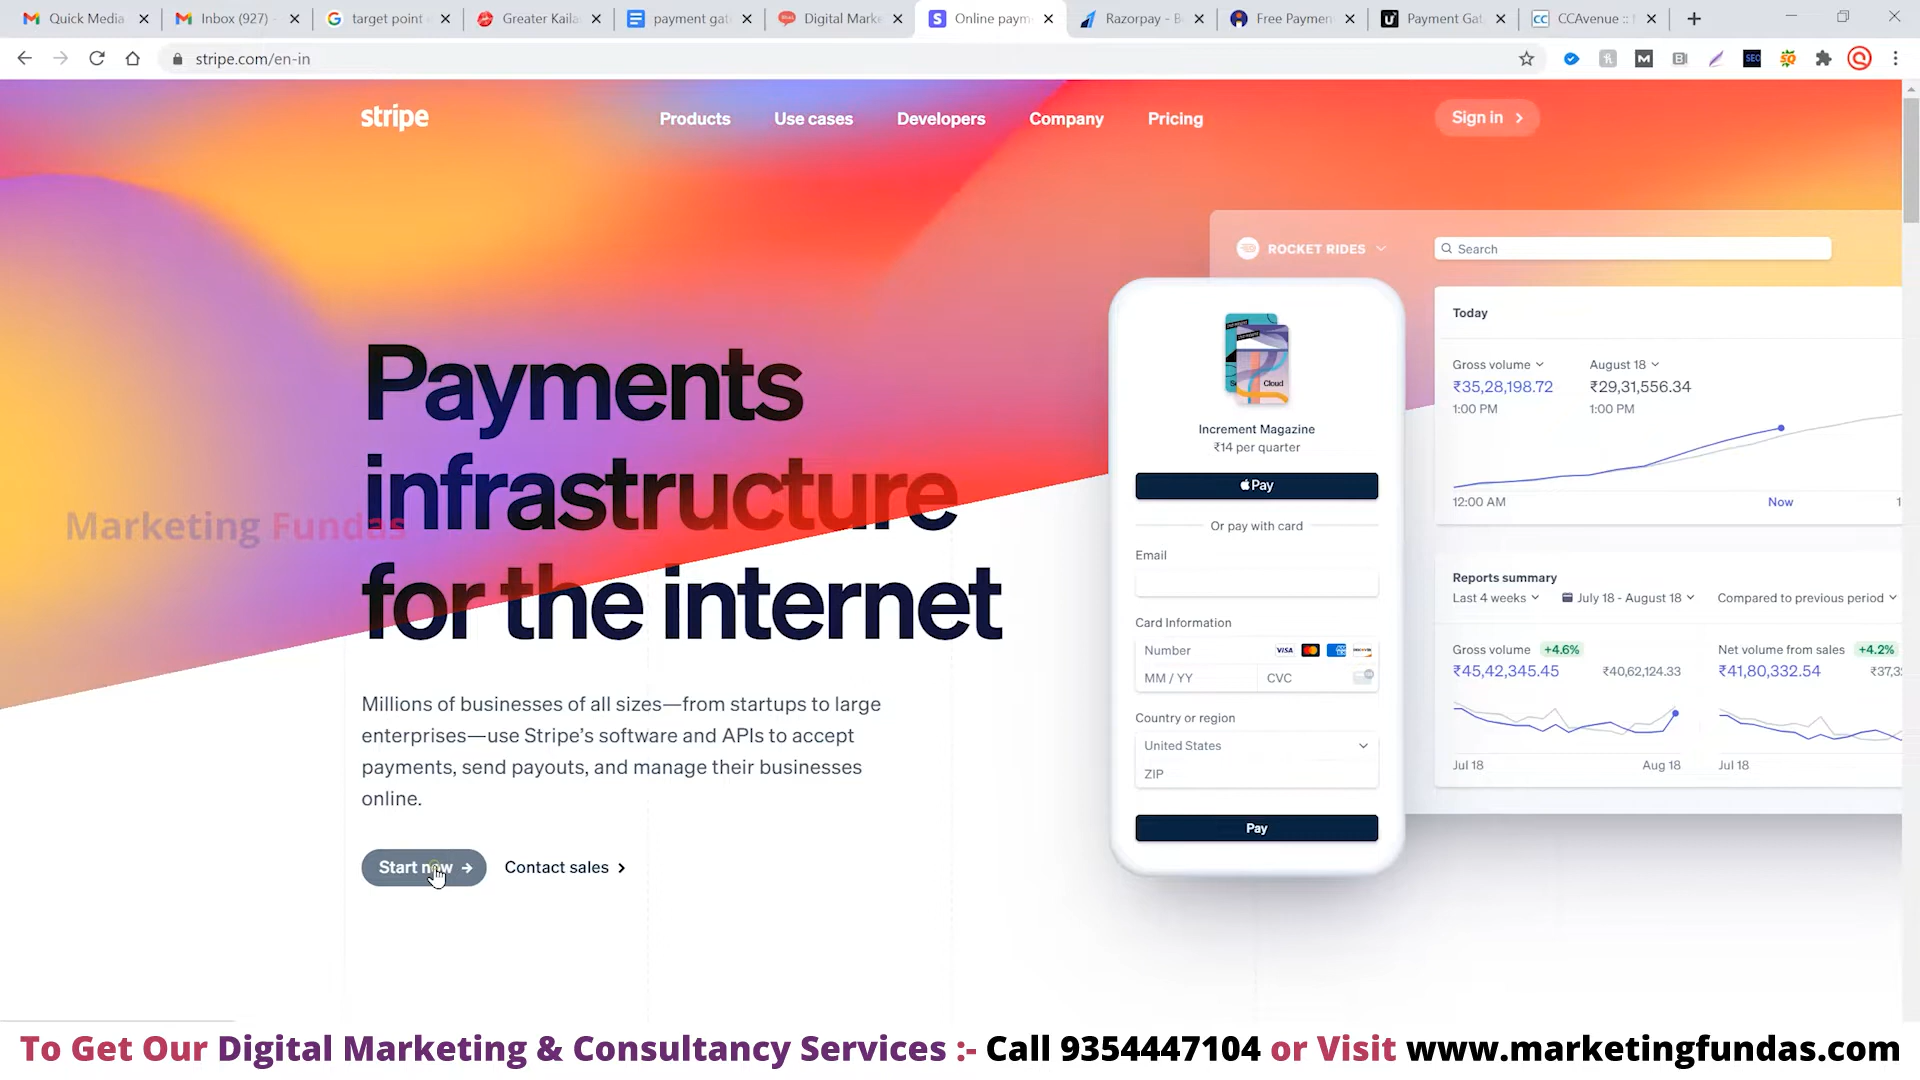 Quick Media
Inbox (927) -
target point
Greater Kaila
payment gat
Digital Marke
Online paym
Razorpay - B
Free Paymen
Payment Gat
CCAvenue ::
stripe.com/en-in
stripe
Products
Use cases
Developers
Company
Pricing
Sign in
ROCKET RIDES
Search
Payments
infrastructure
for the internet
Marketing Fundas
Millions of businesses of all sizes—from startups to large
enterprises—use Stripe's software and APIs to accept
payments, send payouts, and manage their businesses
online.
Start now
Contact sales
Cloud
Increment Magazine
₹14 per quarter
Pay
Or pay with card
Email
Card Information
Number
VISA
MM / YY
CVC
Country or region
United States
ZIP
Pay
Today
Gross volume
August 18
₹35,28,198.72
₹29,31,556.34
1:00 PM
1:00 PM
12:00 AM
Now
1
Reports summary
Last 4 weeks
July 18 - August 18
Compared to previous period
Gross volume +4.6%
Net volume from sales +4.2%
₹45,42,345.45
₹40,62,124.33
₹41,80,332.54
₹37,3
Jul 18
Aug 18
Jul 18
To Get Our Digital Marketing & Consultancy Services :- Call 9354447104 or Visit www.marketingfundas.com